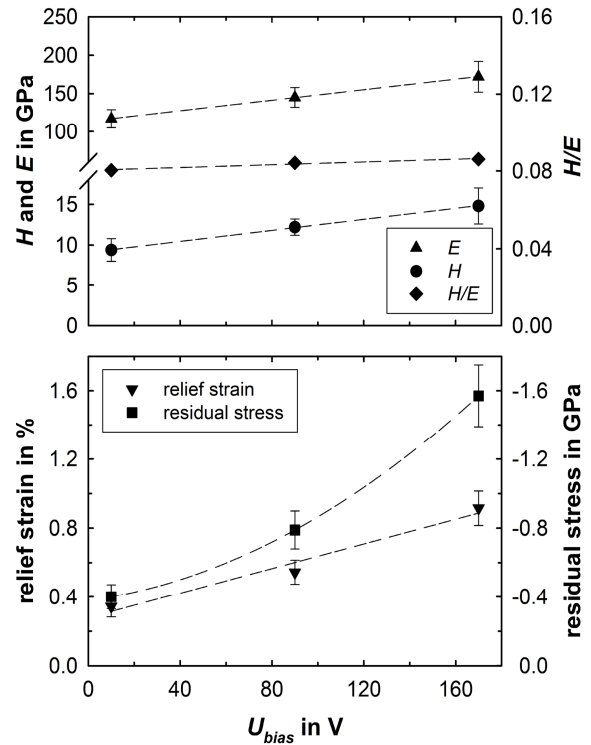 250
200
150
100
15
10
5
0
H and E in GPa
0.16
0.12
0.08
0.04
0.00
H/E
E
H
H/E
1.6
1.2
0.8
0.4
0.0
relief strain in %
relief strain
residual stress
-1.6
-1.2
-0.8
-0.4
0.0
residual stress in GPa
0 40 80 120 160
Ubias in V